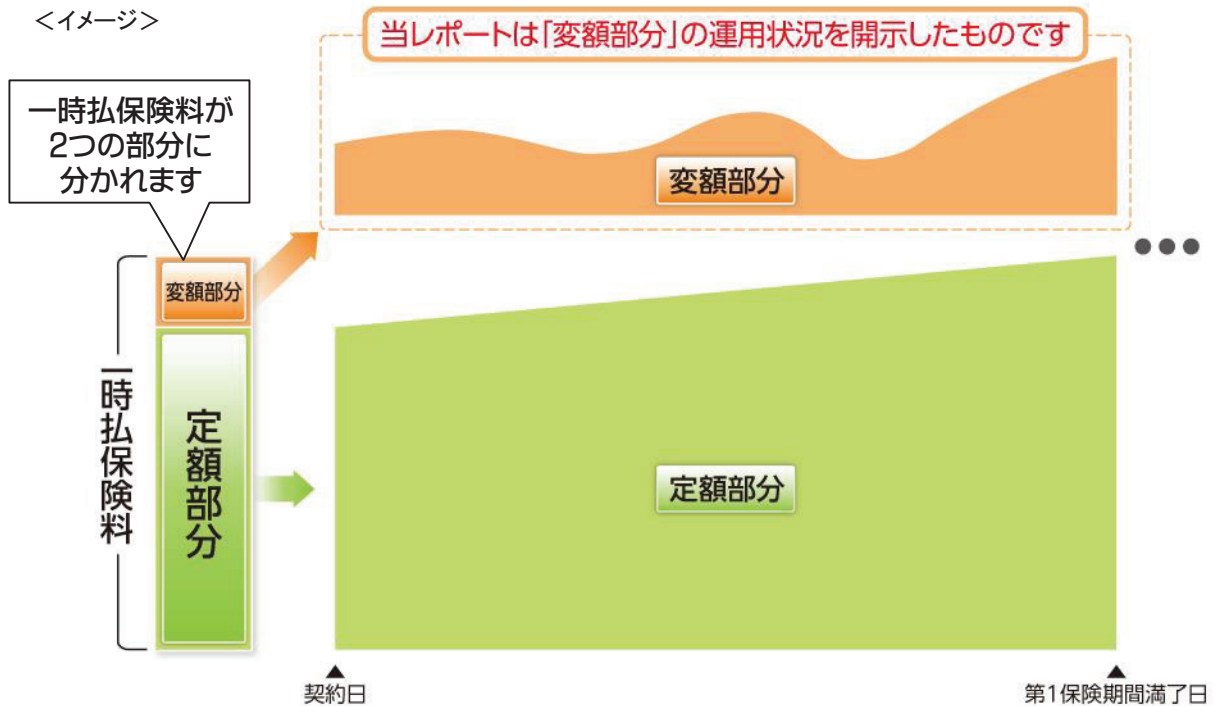 ＜イメージ＞
当レポートは「変額部分」の運用状況を開示したものです
一時払保険料が
2つの部分に
分かれます
変額部分
変額部分
一時払保険料
定額部分
定額部分
●●●
▲
契約日
▲
第1保険期間満了日